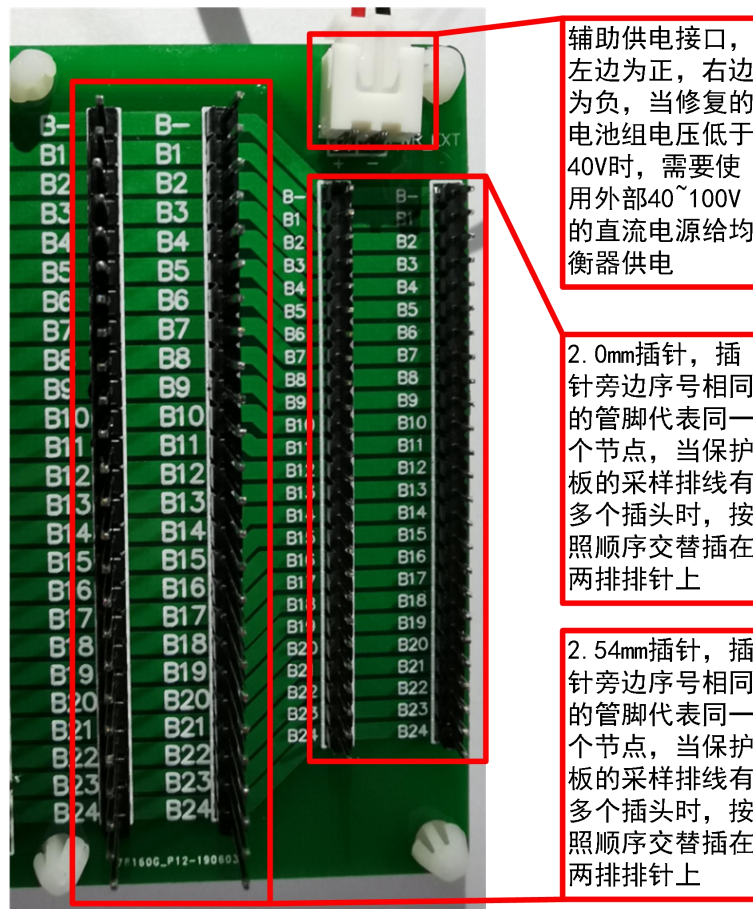 辅助供电接口，
左边为正，右边
为负，当修复的
电池组电压低于
40V时，需要使
用外部40~100V
的直流电源给均
衡器供电
2.0mm插针，插
针旁边序号相同
的管脚代表同一
个节点，当保护
板的采样排线有
多个插头时，按
照顺序交替插在
两排排针上
2.54mm插针，插
针旁边序号相同
的管脚代表同一
个节点，当保护
板的采样排线有
多个插头时，按
照顺序交替插在
两排排针上
WR_EXT
+ −
B− B−
B1 B1
B2 B2
B3 B3
B4 B4
B5 B5
B6 B6
B7 B7
B8 B8
B9 B9
B10 B10
B11 B11
B12 B12
B13 B13
B14 B14
B15 B15
B16 B16
B17 B17
B18 B18
B19 B19
B20 B20
B21 B21
B22 B22
B23 B23
B24 B24
B− B−
B1 B1
B2 B2
B3 B3
B4 B4
B5 B5
B6 B6
B7 B7
B8 B8
B9 B9
B10 B10
B11 B11
B12 B12
B13 B13
B14 B14
B15 B15
B16 B16
B17 B17
B18 B18
B19 B19
B20 B20
B21 B21
B22 B22
B23 B23
B24 B24
160G_P12-190603